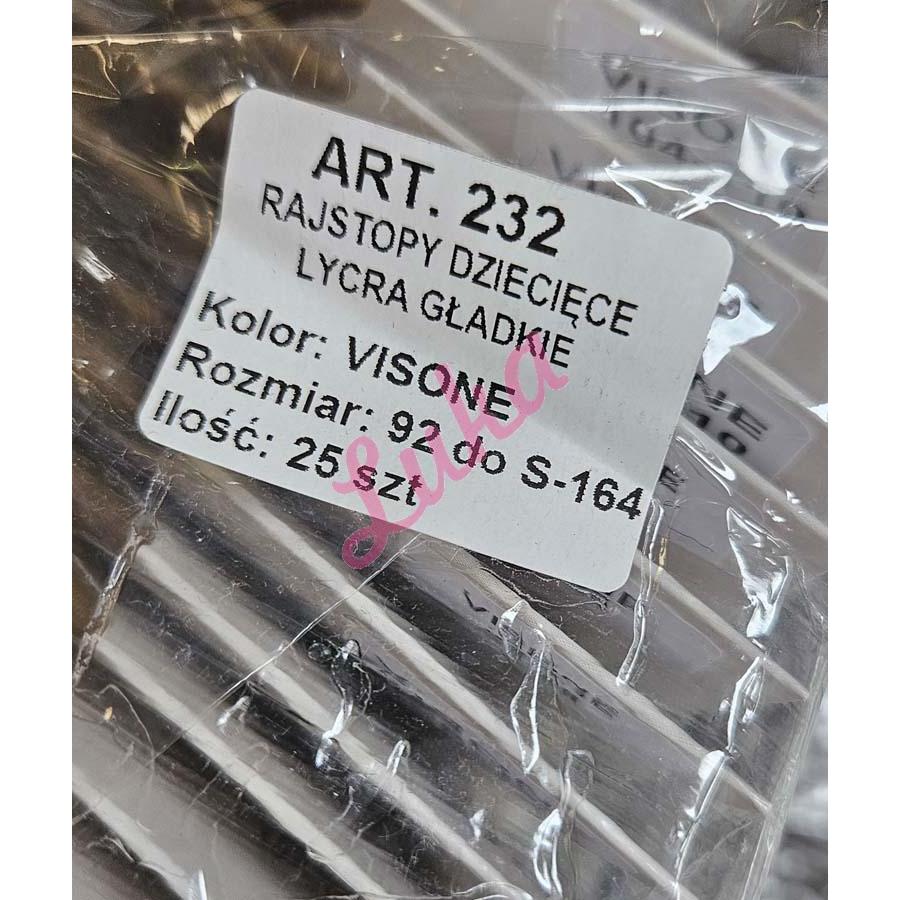 ART. 232
RAJSTOPY DZIECIĘCE
LYCRA GŁADKIE
Kolor: VISONE
Rozmiar: 92 do S-164
Ilość: 25 szt
Luka